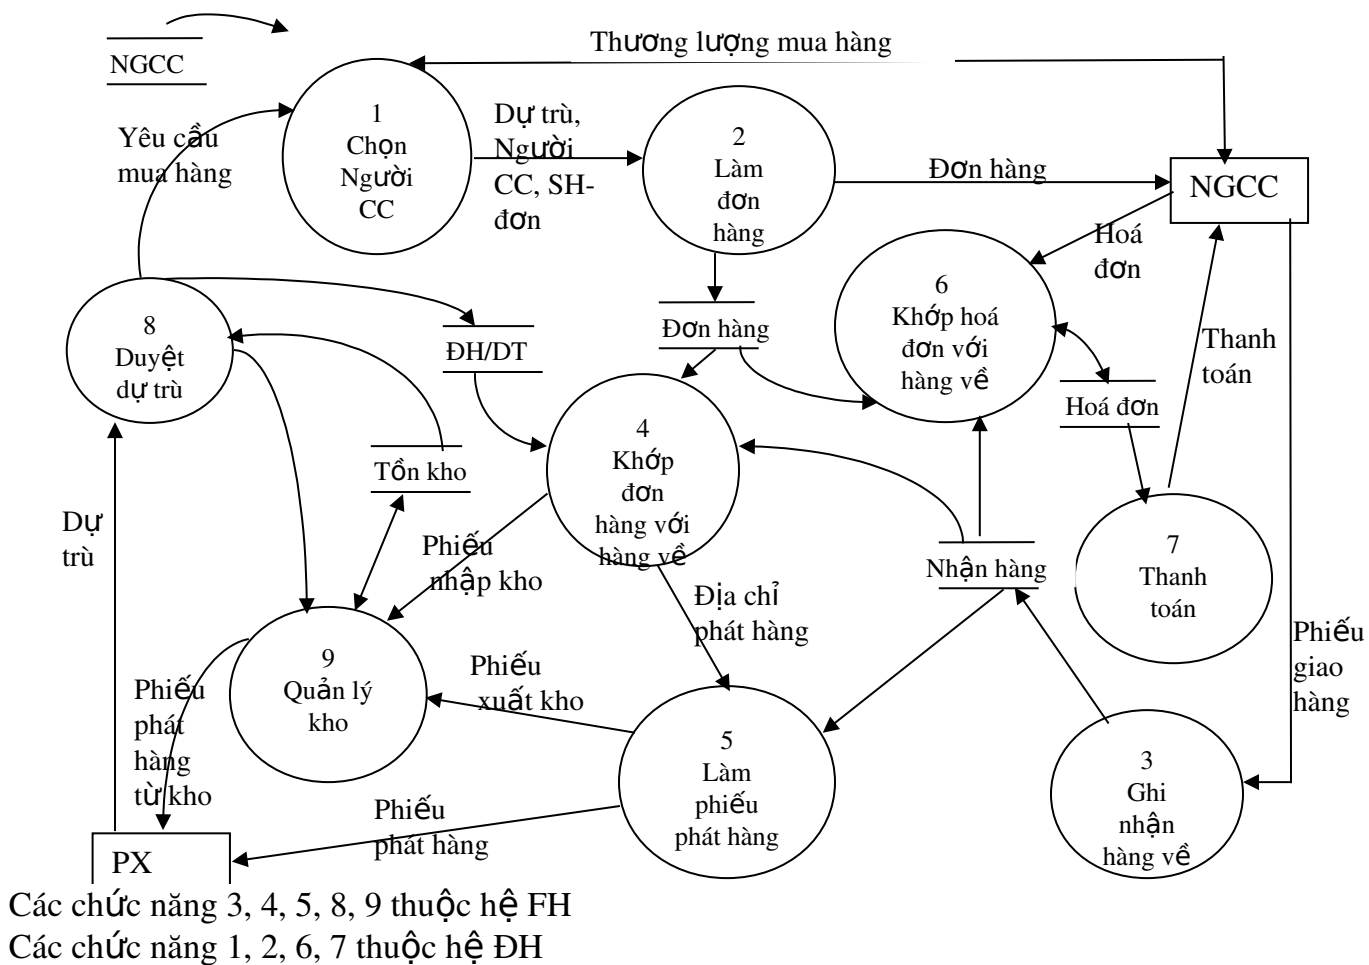 NGCC
Thương lượng mua hàng
Yêu cầu
mua hàng
1
Chọn
Người
CC
Dự trù,
Người
CC, SH-
đơn
2
Làm
đơn
hàng
Đơn hàng
NGCC
Hoá
đơn
8
Duyệt
dự trù
ĐH/DT
Đơn hàng
6
Khớp hoá
đơn với
hàng về
Thanh
toán
Hoá đơn
4
Khớp
đơn
hàng với
hàng về
Tồn kho
Dự
trù
Phiếu
nhập kho
Nhận hàng
7
Thanh
toán
Địa chỉ
phát hàng
Phiếu
giao
hàng
9
Quản lý
kho
Phiếu
xuất kho
Phiếu
phát
hàng
từ kho
5
Làm
phiếu
phát hàng
3
Ghi
nhận
hàng về
Phiếu
phát hàng
PX
Các chức năng 3, 4, 5, 8, 9 thuộc hệ FH
Các chức năng 1, 2, 6, 7 thuộc hệ ĐH